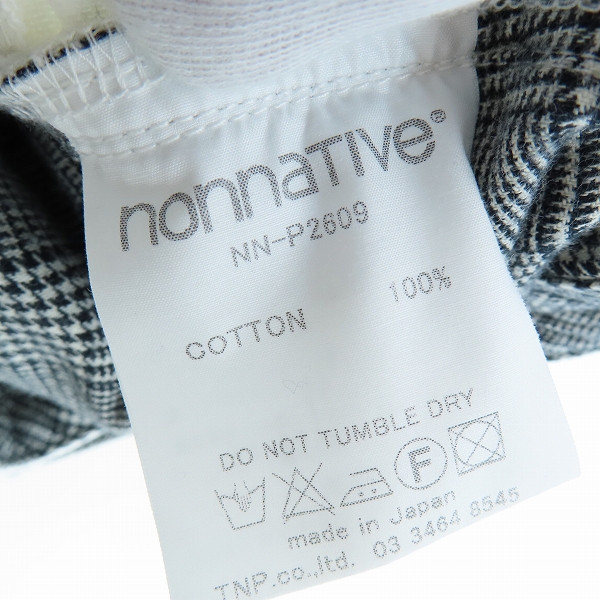 nonnaTIVe®
NN-P2609
COTTON 100%
DO NOT TUMBLE DRY
F
made in Japan
TNP.co.,ltd. 03 3464 8545